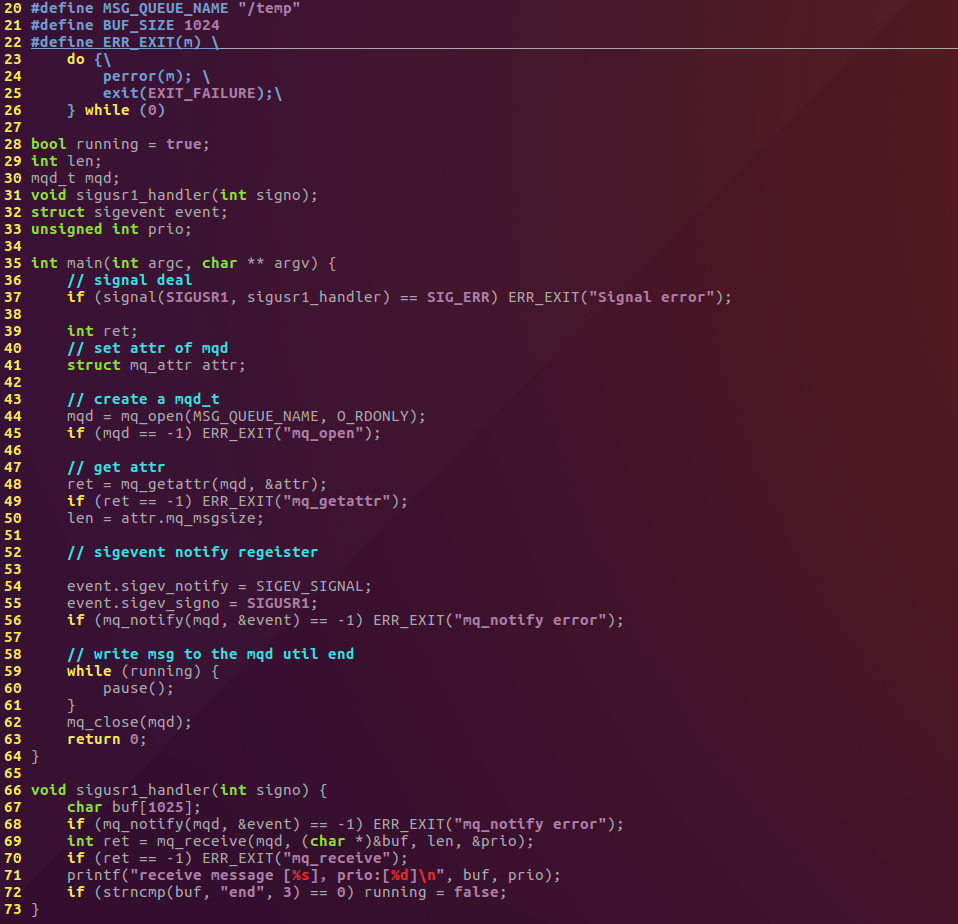 20 #define MSG_QUEUE_NAME "/temp"
21 #define BUF_SIZE 1024
22 #define ERR_EXIT(m) \
23     do {\
24         perror(m); \
25         exit(EXIT_FAILURE);\
26     } while (0)
27
28 bool running = true;
29 int len;
30 mqd_t mqd;
31 void sigusr1_handler(int signo);
32 struct sigevent event;
33 unsigned int prio;
34
35 int main(int argc, char ** argv) {
36     // signal deal
37     if (signal(SIGUSR1, sigusr1_handler) == SIG_ERR) ERR_EXIT("Signal error");
38
39     int ret;
40     // set attr of mqd
41     struct mq_attr attr;
42
43     // create a mqd_t
44     mqd = mq_open(MSG_QUEUE_NAME, O_RDONLY);
45     if (mqd == -1) ERR_EXIT("mq_open");
46
47     // get attr
48     ret = mq_getattr(mqd, &attr);
49     if (ret == -1) ERR_EXIT("mq_getattr");
50     len = attr.mq_msgsize;
51
52     // sigevent notify regeister
53
54     event.sigev_notify = SIGEV_SIGNAL;
55     event.sigev_signo = SIGUSR1;
56     if (mq_notify(mqd, &event) == -1) ERR_EXIT("mq_notify error");
57
58     // write msg to the mqd util end
59     while (running) {
60         pause();
61     }
62     mq_close(mqd);
63     return 0;
64 }
65
66 void sigusr1_handler(int signo) {
67     char buf[1025];
68     if (mq_notify(mqd, &event) == -1) ERR_EXIT("mq_notify error");
69     int ret = mq_receive(mqd, (char *)&buf, len, &prio);
70     if (ret == -1) ERR_EXIT("mq_receive");
71     printf("receive message [%s], prio:[%d]\n", buf, prio);
72     if (strncmp(buf, "end", 3) == 0) running = false;
73 }